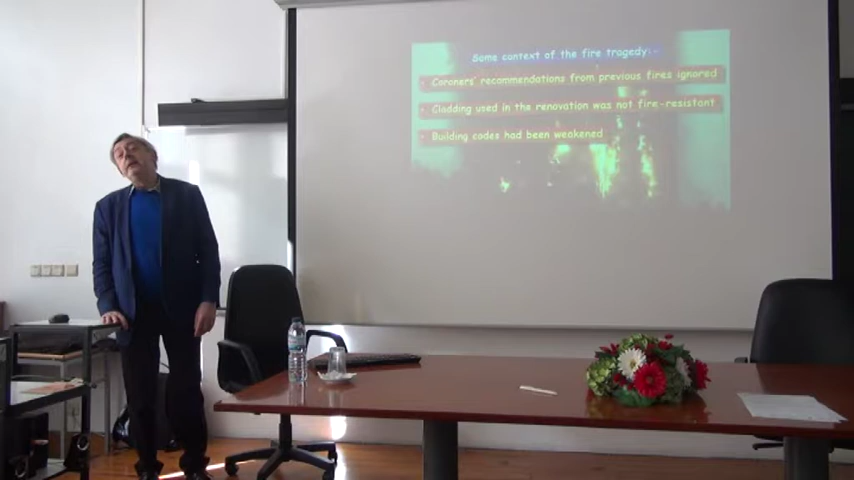 Some context of the fire tragedy:-
- Coroners' recommendations from previous fires ignored
- Cladding used in the renovation was not fire-resistant
- Building codes had been weakened